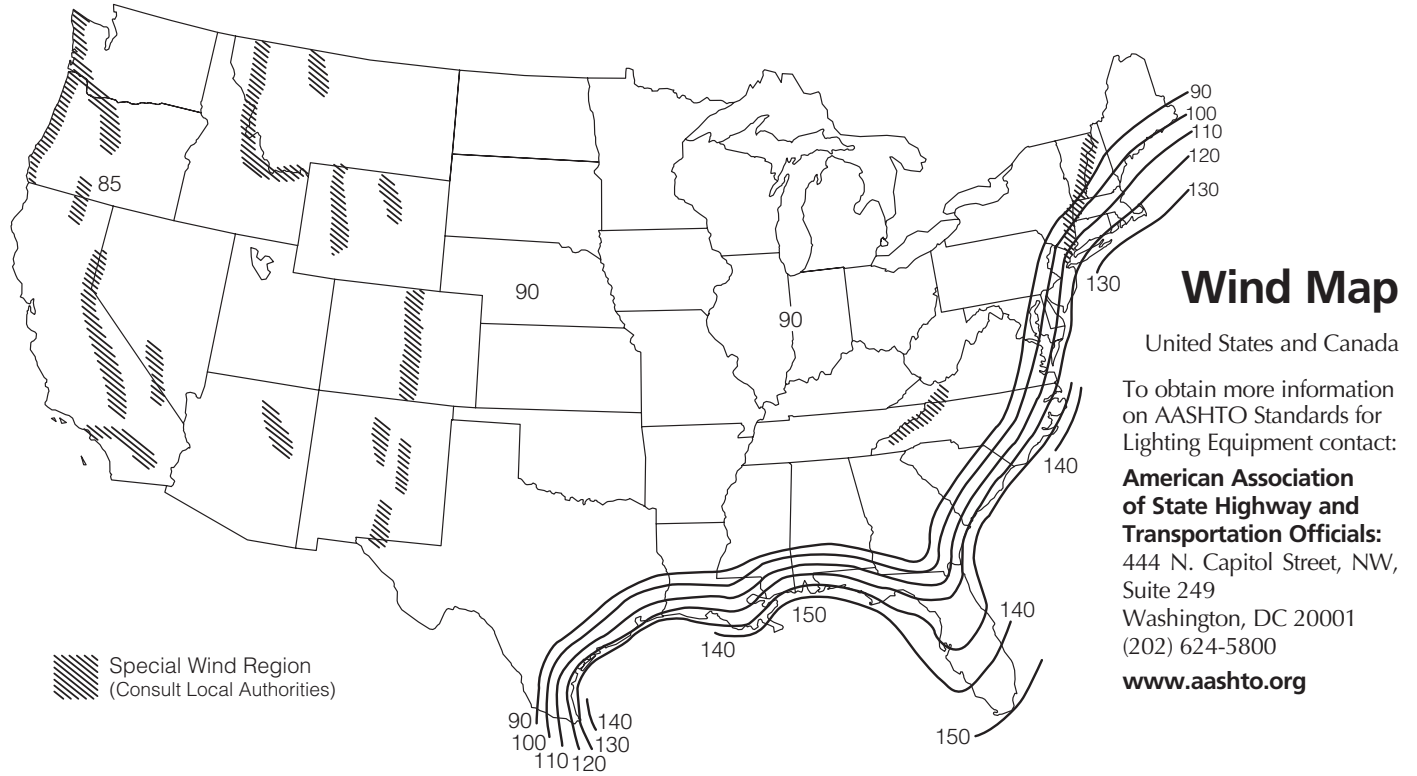 90
100
110
120
130
85
130
90
90
Wind Map
United States and Canada
To obtain more information
on AASHTO Standards for
Lighting Equipment contact:
American Association
of State Highway and
Transportation Officials:
444 N. Capitol Street, NW,
Suite 249
Washington, DC 20001
(202) 624-5800
www.aashto.org
140
140
150
140
150
Special Wind Region
(Consult Local Authorities)
90
100
110
120
130
140